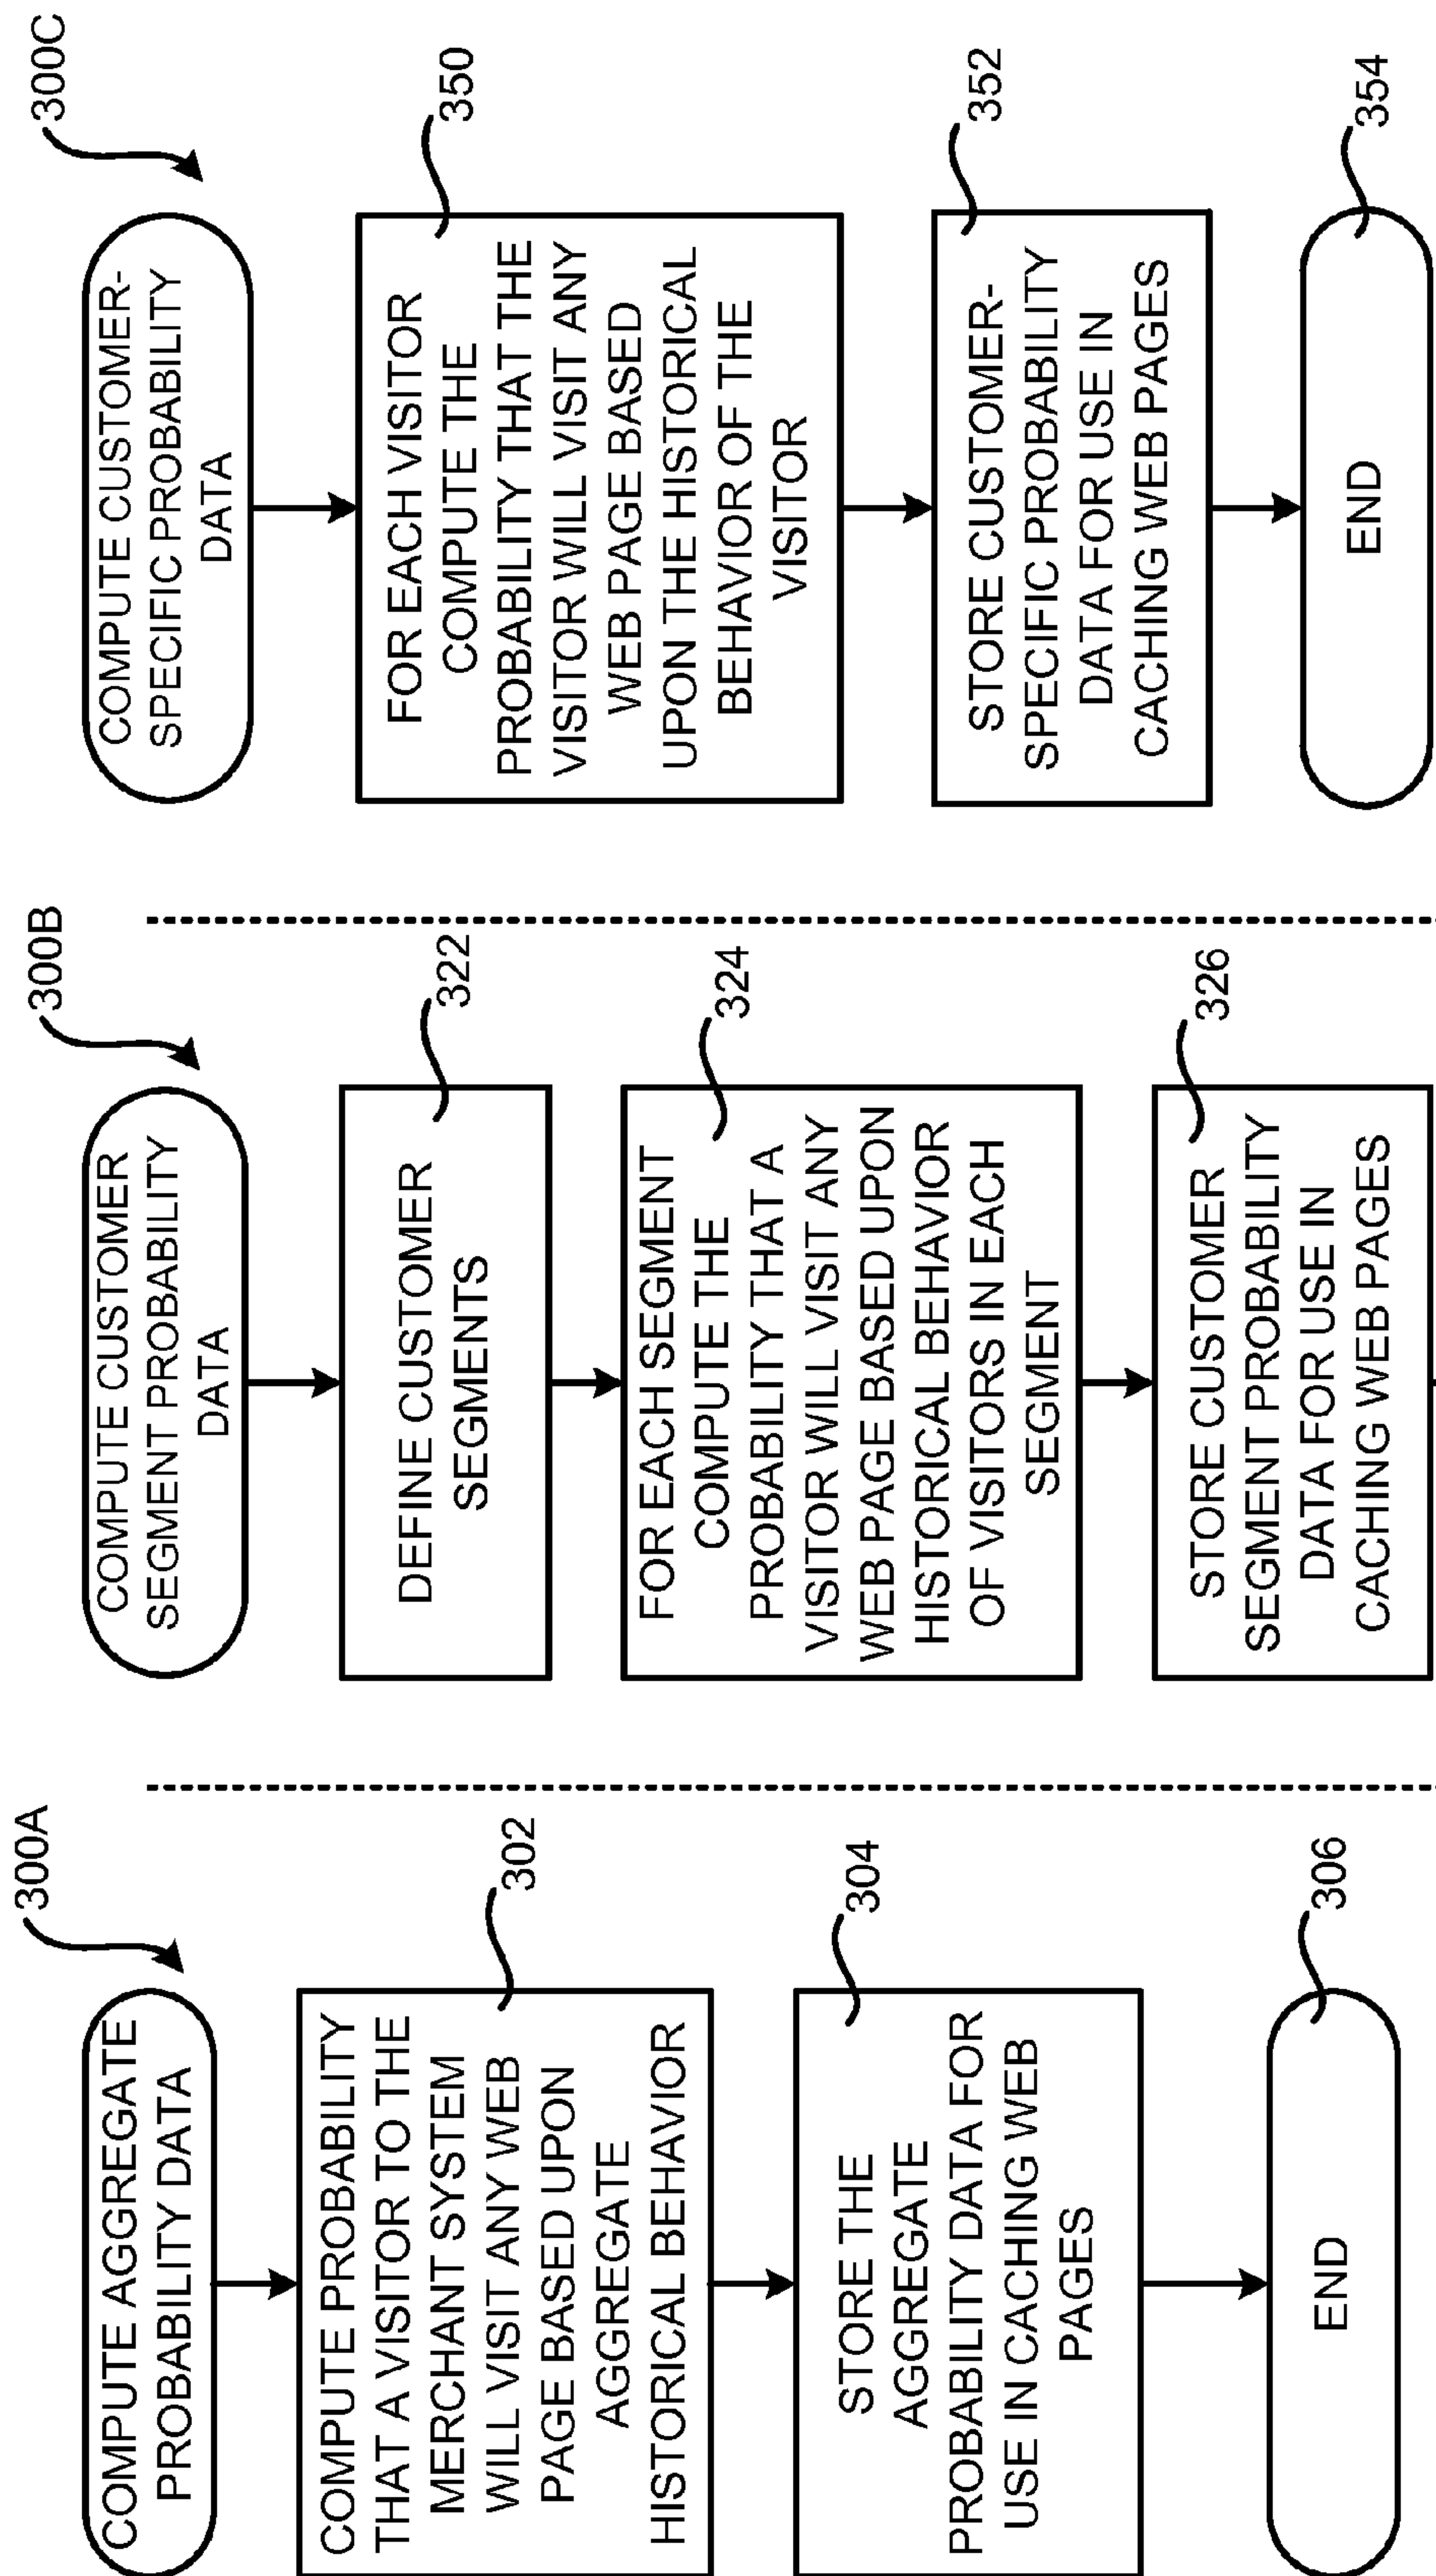 300A
COMPUTE AGGREGATE
PROBABILITY DATA
302
COMPUTE PROBABILITY
THAT A VISITOR TO THE
MERCHANT SYSTEM
WILL VISIT ANY WEB
PAGE BASED UPON
AGGREGATE
HISTORICAL BEHAVIOR
304
STORE THE
AGGREGATE
PROBABILITY DATA FOR
USE IN CACHING WEB
PAGES
306
END
300B
COMPUTE CUSTOMER
SEGMENT PROBABILITY
DATA
322
DEFINE CUSTOMER
SEGMENTS
324
FOR EACH SEGMENT
COMPUTE THE
PROBABILITY THAT A
VISITOR WILL VISIT ANY
WEB PAGE BASED UPON
HISTORICAL BEHAVIOR
OF VISITORS IN EACH
SEGMENT
326
STORE CUSTOMER
SEGMENT PROBABILITY
DATA FOR USE IN
CACHING WEB PAGES
300C
COMPUTE CUSTOMER-
SPECIFIC PROBABILITY
DATA
350
FOR EACH VISITOR
COMPUTE THE
PROBABILITY THAT THE
VISITOR WILL VISIT ANY
WEB PAGE BASED
UPON THE HISTORICAL
BEHAVIOR OF THE
VISITOR
352
STORE CUSTOMER-
SPECIFIC PROBABILITY
DATA FOR USE IN
CACHING WEB PAGES
354
END